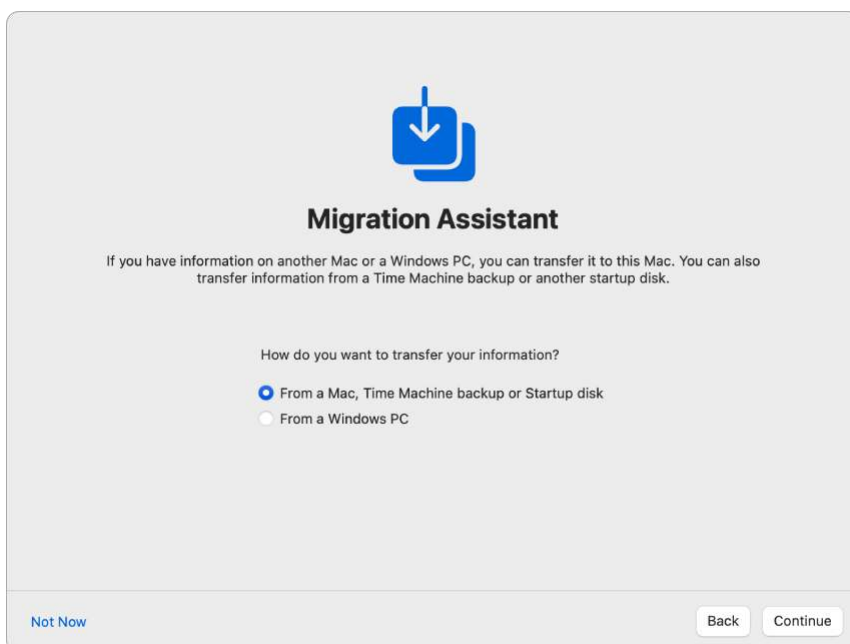 Migration Assistant
If you have information on another Mac or a Windows PC, you can transfer it to this Mac. You can also
transfer information from a Time Machine backup or another startup disk.
How do you want to transfer your information?
From a Mac, Time Machine backup or Startup disk
From a Windows PC
Not Now
Back
Continue